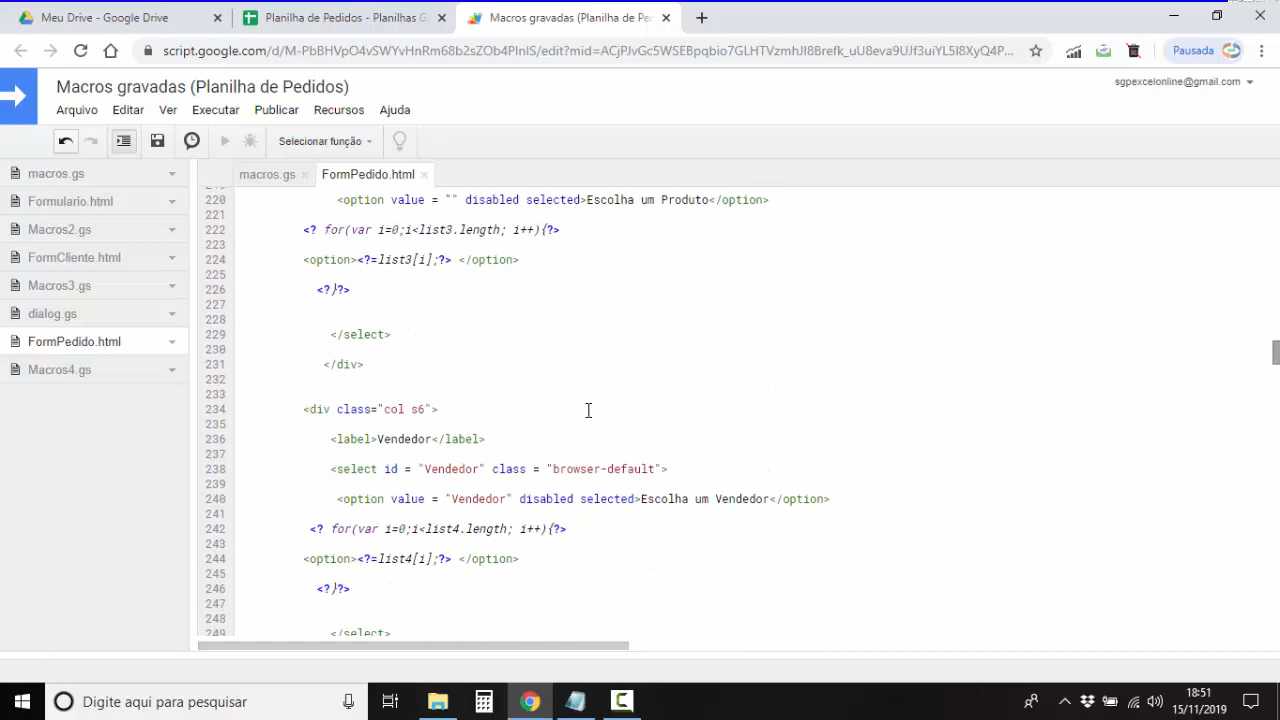 Meu Drive - Google Drive
Planilha de Pedidos - Planilhas G
Macros gravadas (Planilha de Pe
script.google.com/d/M-PbBHVpO4vSWYvHnRm68b2sZOb4PInIS/edit?mid=ACjPJvGc5WSEBpqbio7GLHTVzmhJI8Brefk_uU8eva9UJf3uiYL5I8XyQ4P...
Pausada
Macros gravadas (Planilha de Pedidos)
sgpexcelonline@gmail.com
Arquivo Editar Ver Executar Publicar Recursos Ajuda
Selecionar função
macros.gs
Formulario.html
Macros2.gs
FormCliente.html
Macros3.gs
dialog.gs
FormPedido.html
Macros4.gs
macros.gs FormPedido.html
220 <option value = "" disabled selected>Escolha um Produto</option>
221
222 <? for(var i=0;i<list3.length; i++){?>
223
224 <option><?=list3[i];?> </option>
225
226 <?}?>
227
228
229 </select>
230
231 </div>
232
233
234 <div class="col s6">
235
236 <label>Vendedor</label>
237
238 <select id = "Vendedor" class = "browser-default">
239
240 <option value = "Vendedor" disabled selected>Escolha um Vendedor</option>
241
242 <? for(var i=0;i<list4.length; i++){?>
243
244 <option><?=list4[i];?> </option>
245
246 <?}?>
247
248
249 </select>
Digite aqui para pesquisar
18:51
15/11/2019